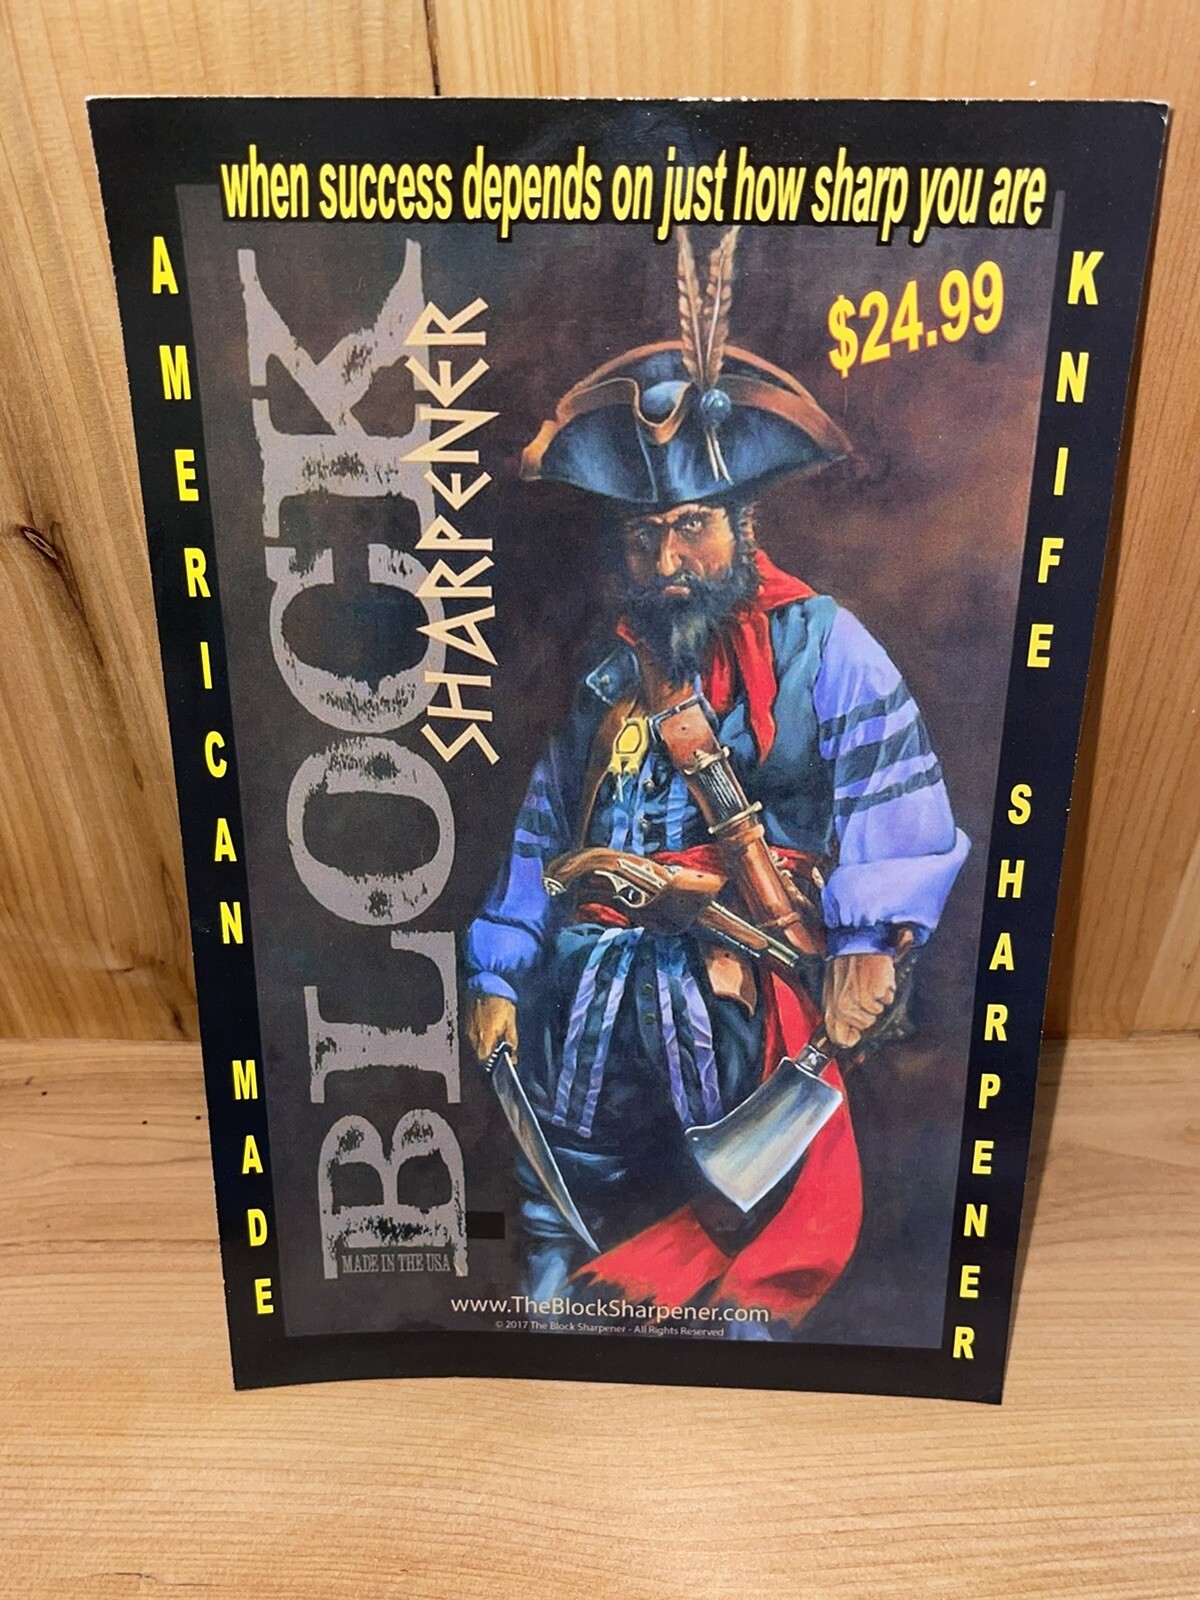 when success depends on just how sharp you are
$24.99
AMERICAN MADE
BLOCK
SHARPENER
MADE IN THE USA
KNIFE SHARPENER
www.TheBlockSharpener.com
© 2017 The Block Sharpener - All Rights Reserved